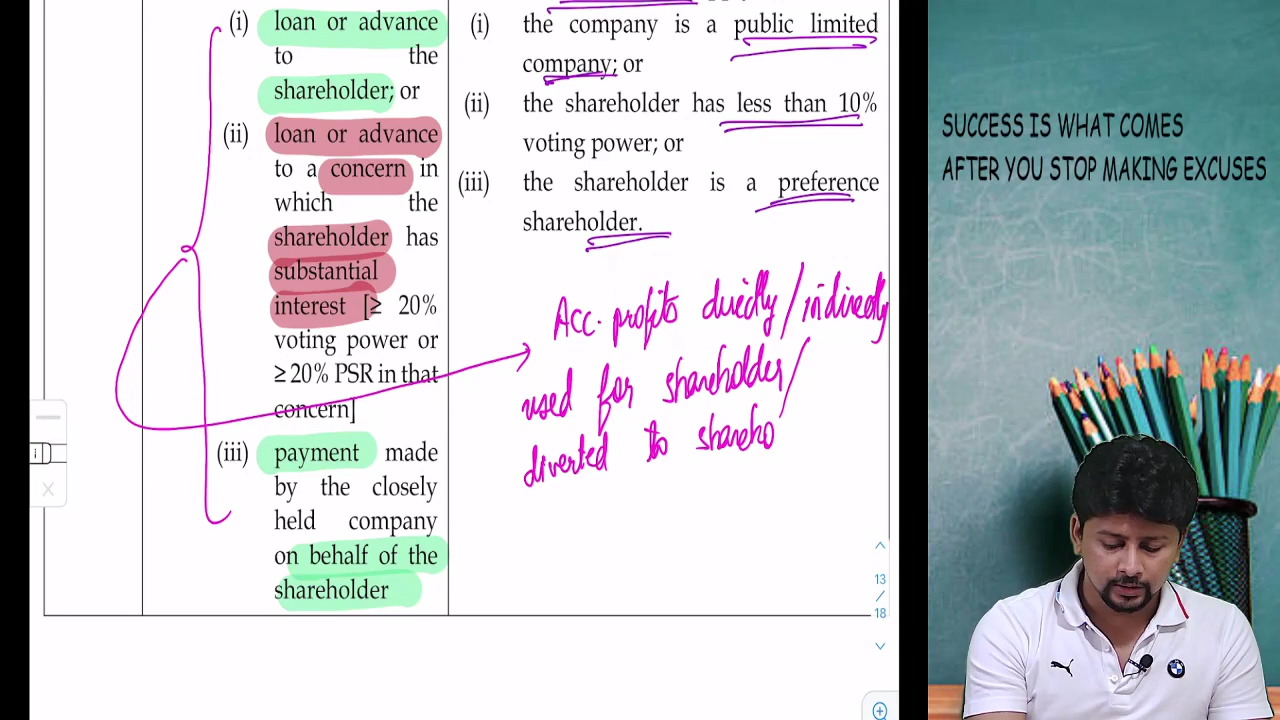 (i) loan or advance
to the
shareholder; or
(ii) loan or advance
to a concern in
which the
shareholder has
substantial
interest [≥ 20%
voting power or
≥ 20% PSR in that
concern]
(iii) payment made
by the closely
held company
on behalf of the
shareholder
(i) the company is a public limited
company; or
(ii) the shareholder has less than 10%
voting power; or
(iii) the shareholder is a preference
shareholder.
Acc. profits directly / indirectly
used for shareholder /
diverted to shareho
13
/
18
SUCCESS IS WHAT COMES
AFTER YOU STOP MAKING EXCUSES